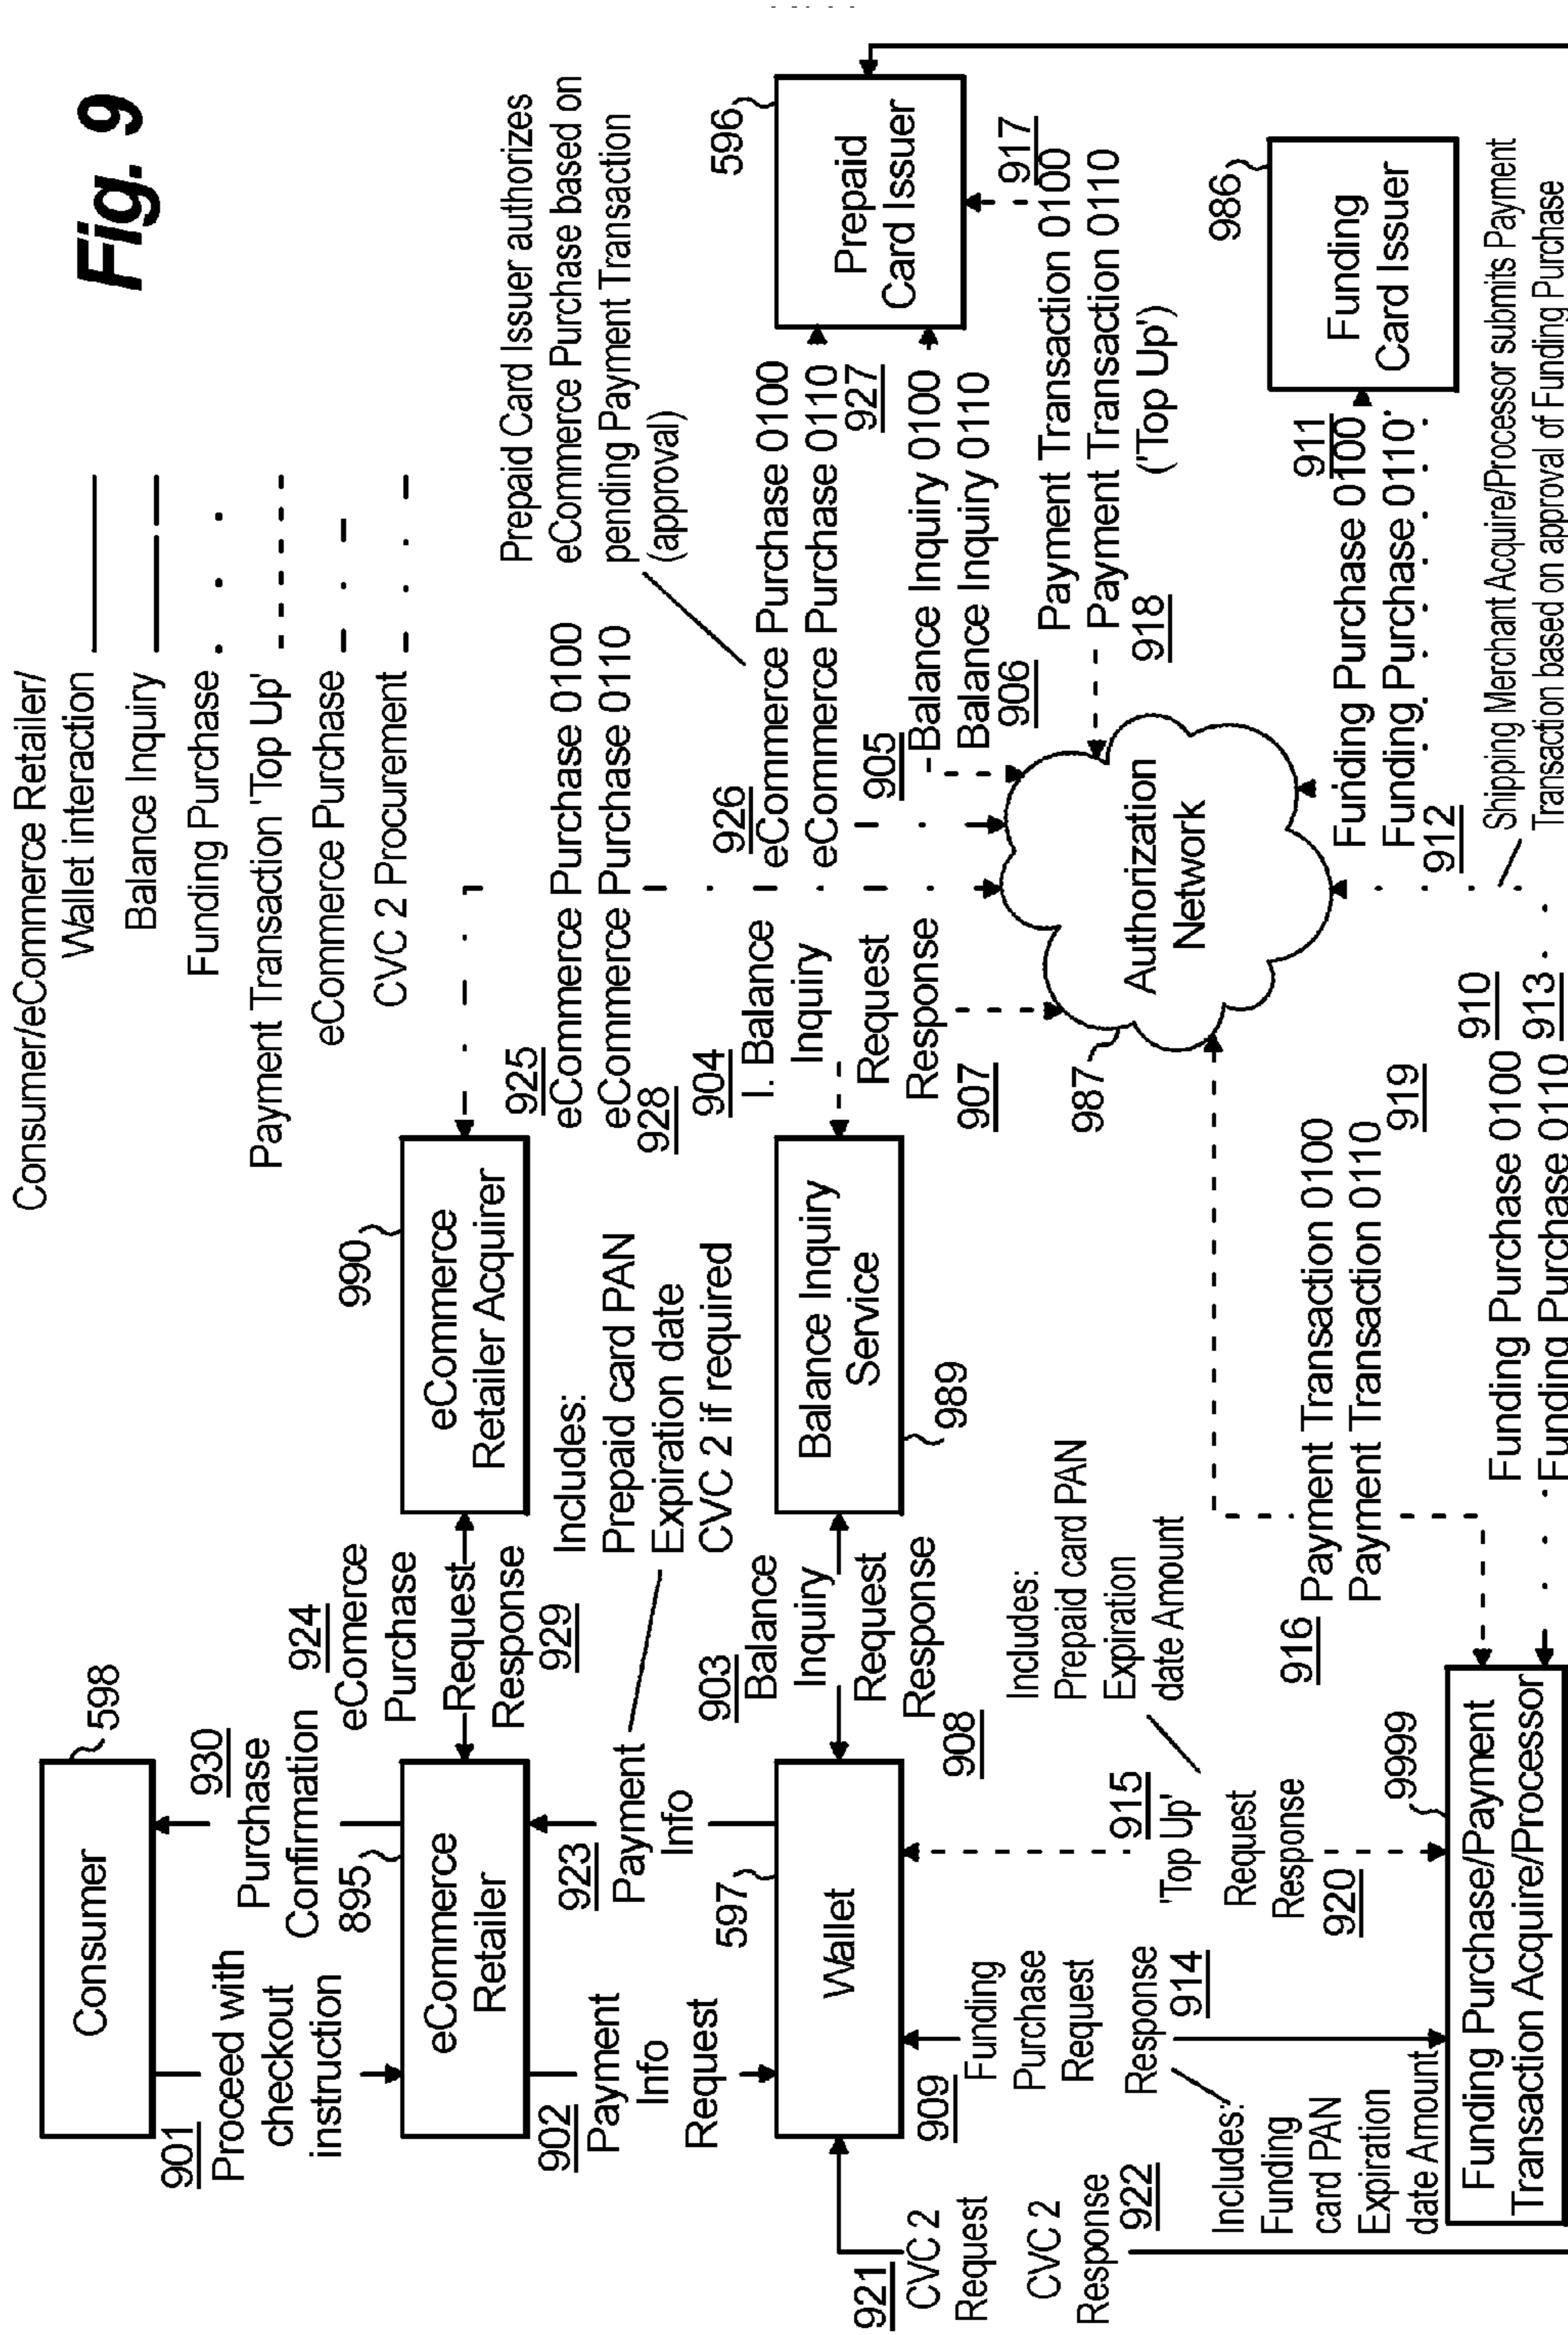 Fig. 9
Consumer/eCommerce Retailer/
Wallet interaction
Balance Inquiry
Funding Purchase
Payment Transaction 'Top Up'
eCommerce Purchase
CVC 2 Procurement
Consumer
598
901
Proceed with
checkout
instruction
930
Purchase
Confirmation
895
eCommerce
Retailer
924
eComerce
Purchase
Request
Response
929
990
eCommerce
Retailer Acquirer
925
eCommerce Purchase 0100
eCommerce Purchase 0110
928
Prepaid Card Issuer authorizes
eCommerce Purchase based on
pending Payment Transaction
(approval)
902
Payment
Info
Request
923
Payment
Info
Includes:
Prepaid card PAN
Expiration date
CVC 2 if required
597
Wallet
903
Balance
Inquiry
Request
Response
908
Balance Inquiry
Service
989
904
I. Balance
Inquiry
Request
Response
907
926
eCommerce Purchase 0100
eCommerce Purchase 0110
927
905
Balance Inquiry 0100
Balance Inquiry 0110
906
596
Prepaid
Card Issuer
917
Payment Transaction 0100
Payment Transaction 0110
918
('Top Up')
987
Authorization
Network
921
CVC 2
Request
CVC 2
Response
922
909
Funding
Purchase
Request
Response
914
Includes:
Funding
card PAN
Expiration
date Amount
915
'Top Up'
Request
Response
920
Includes:
Prepaid card PAN
Expiration
date Amount
916
Payment Transaction 0100
Payment Transaction 0110
919
986
Funding
Card Issuer
911
Funding Purchase 0100
Funding Purchase 0110
912
9999
Funding Purchase/Payment
Transaction Acquire/Processor
910
Funding Purchase 0100
Funding Purchase 0110
913
Shipping Merchant Acquire/Processor submits Payment
Transaction based on approval of Funding Purchase